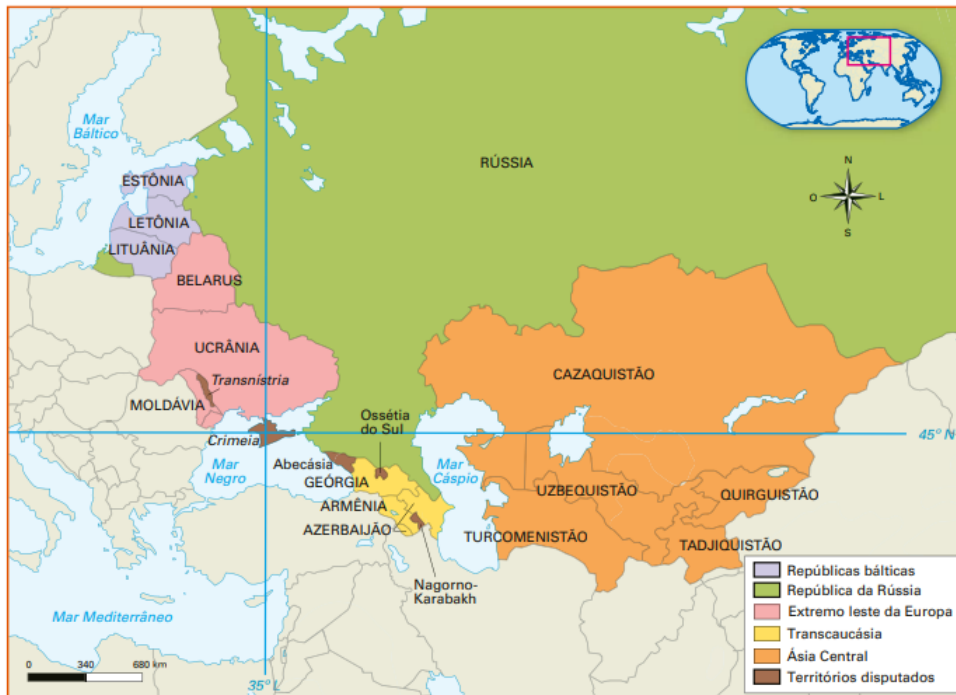 Mar
Báltico
RÚSSIA
N
O
L
S
ESTÔNIA
LETÔNIA
LITUÂNIA
BELARUS
UCRÂNIA
Transnístria
MOLDÁVIA
CAZAQUISTÃO
Ossétia
do Sul
Crimeia
45° N
Mar
Negro
Abecásia
GEÓRGIA
Mar
Cáspio
ARMÊNIA
AZERBAIJÃO
UZBEQUISTÃO
QUIRGUISTÃO
TURCOMENISTÃO
TADJIQUISTÃO
Nagorno-
Karabakh
Mar Mediterrâneo
Repúblicas bálticas
República da Rússia
Extremo leste da Europa
Transcaucásia
Ásia Central
Territórios disputados
0 340 680 km
35° L